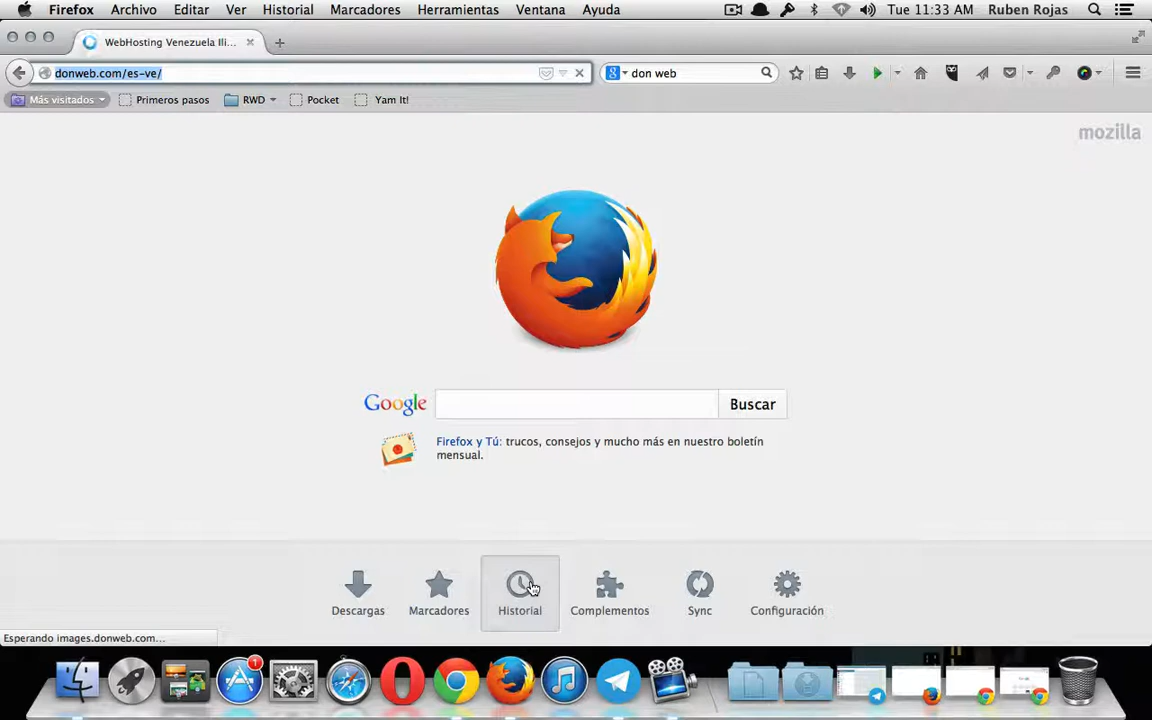 Firefox Archivo Editar Ver Historial Marcadores Herramientas Ventana Ayuda Tue 11:33 AM Ruben Rojas
WebHosting Venezuela Ili...
donweb.com/es-ve/ don web
Más visitados Primeros pasos RWD Pocket Yam It!
mozilla
Google Buscar
Firefox y Tú: trucos, consejos y mucho más en nuestro boletín
mensual.
Descargas Marcadores Historial Complementos Sync Configuración
Esperando images.donweb.com...
1